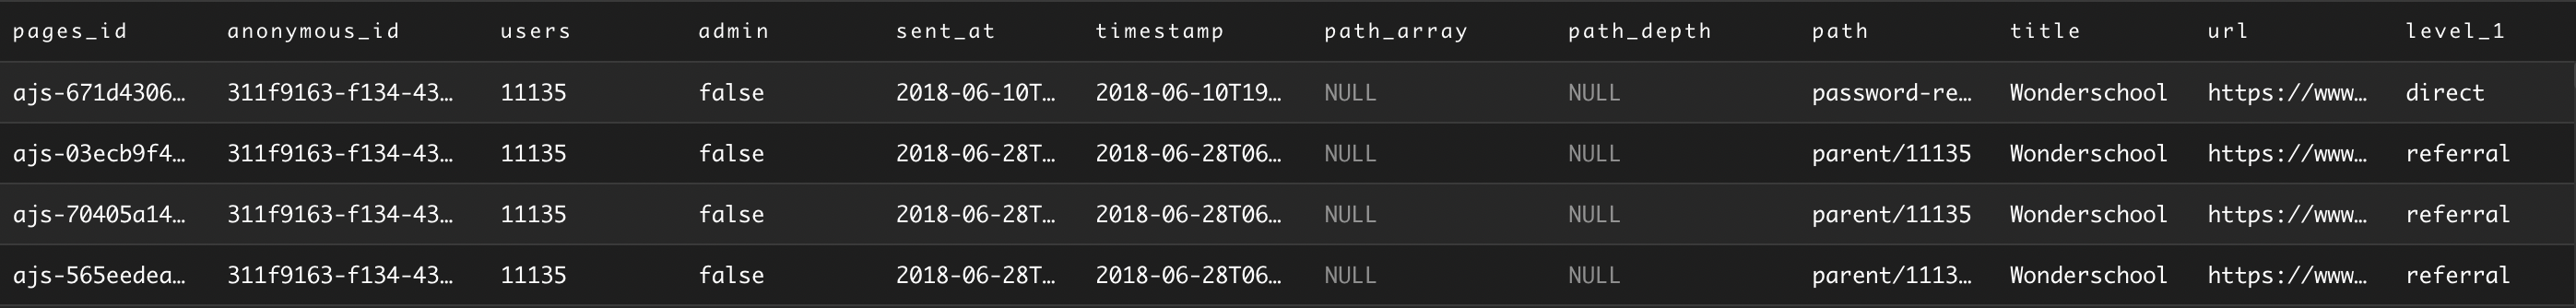 pages_id anonymous_id users admin sent_at timestamp path_array path_depth path title url level_1
ajs-671d4306… 311f9163-f134-43… 11135 false 2018-06-10T… 2018-06-10T19… NULL NULL password-re… Wonderschool https://www… direct
ajs-03ecb9f4… 311f9163-f134-43… 11135 false 2018-06-28T… 2018-06-28T06… NULL NULL parent/11135 Wonderschool https://www… referral
ajs-70405a14… 311f9163-f134-43… 11135 false 2018-06-28T… 2018-06-28T06… NULL NULL parent/11135 Wonderschool https://www… referral
ajs-565eedea… 311f9163-f134-43… 11135 false 2018-06-28T… 2018-06-28T06… NULL NULL parent/1113… Wonderschool https://www… referral